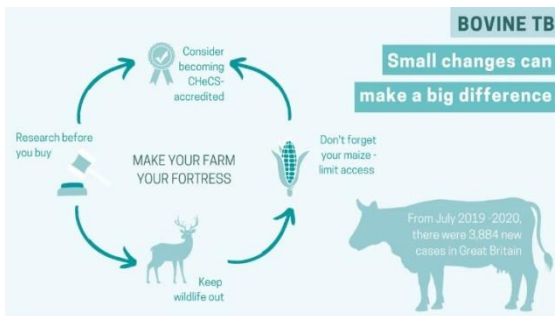 BOVINE TB
Small changes can
make a big difference
Consider
becoming
CHeCS-
accredited
Research before
you buy
MAKE YOUR FARM
YOUR FORTRESS
Don't forget
your maize -
limit access
Keep
wildlife out
From July 2019 -2020,
there were 3,884 new
cases in Great Britain